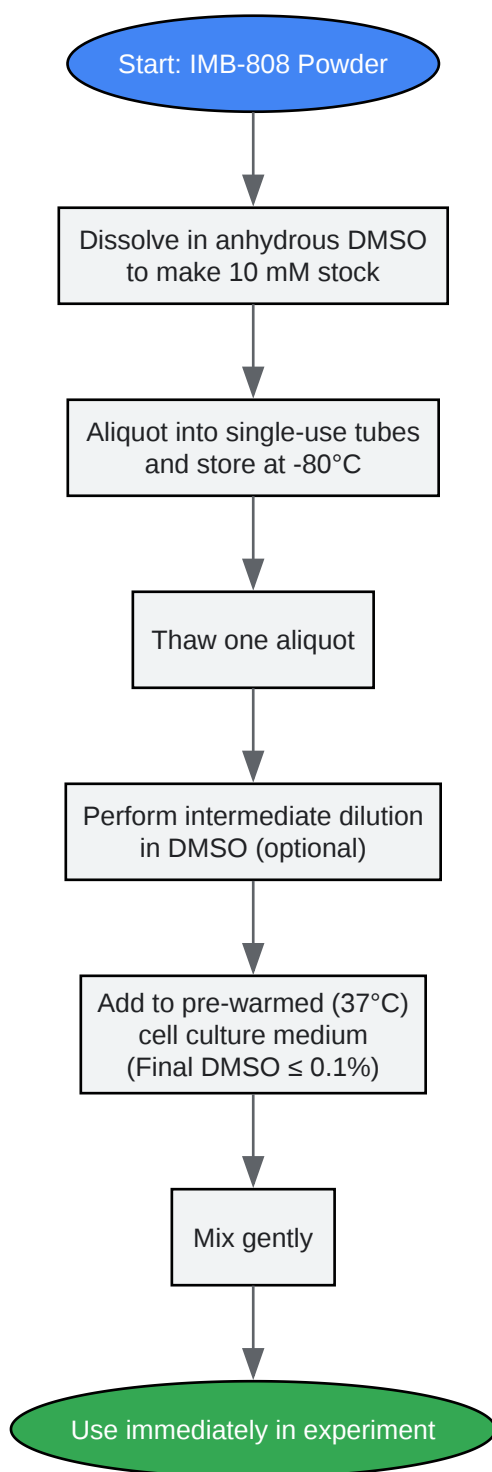 Start: IMB-808 Powder
Dissolve in anhydrous DMSO
to make 10 mM stock
Aliquot into single-use tubes
and store at -80°C
Thaw one aliquot
Perform intermediate dilution
in DMSO (optional)
Add to pre-warmed (37°C)
cell culture medium
(Final DMSO ≤ 0.1%)
Mix gently
Use immediately in experiment